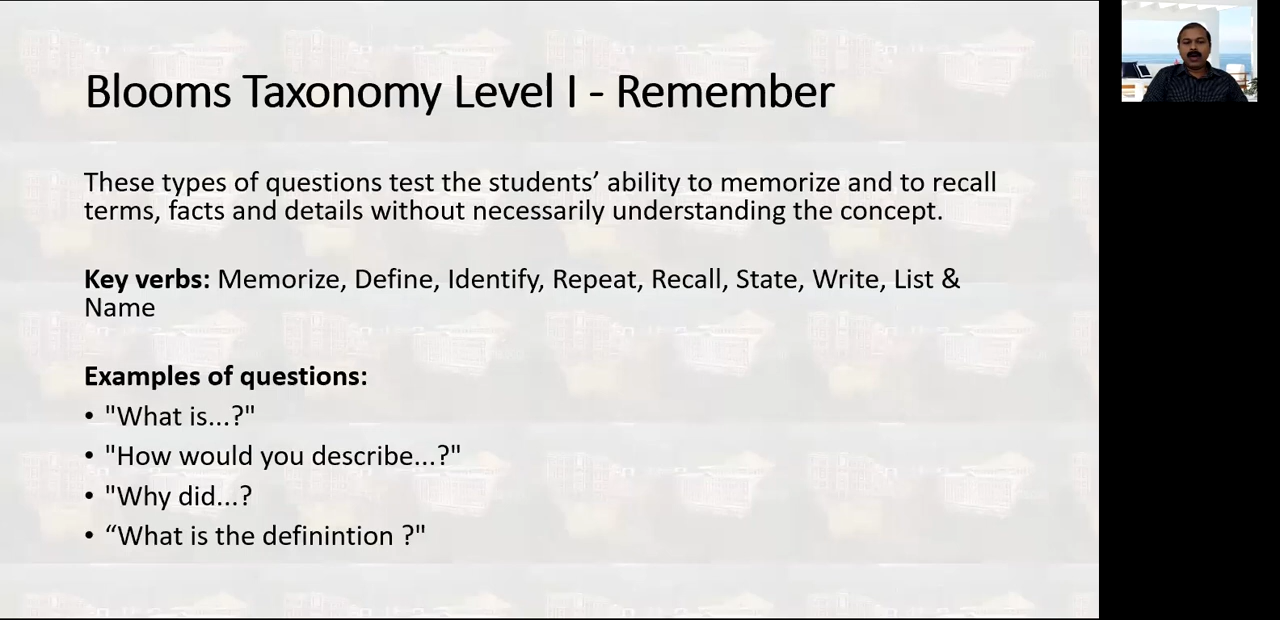 Blooms Taxonomy Level I - Remember
These types of questions test the students’ ability to memorize and to recall
terms, facts and details without necessarily understanding the concept.
Key verbs: Memorize, Define, Identify, Repeat, Recall, State, Write, List &
Name
Examples of questions:
• "What is...?"
• "How would you describe...?"
• "Why did...?
• “What is the definintion ?"